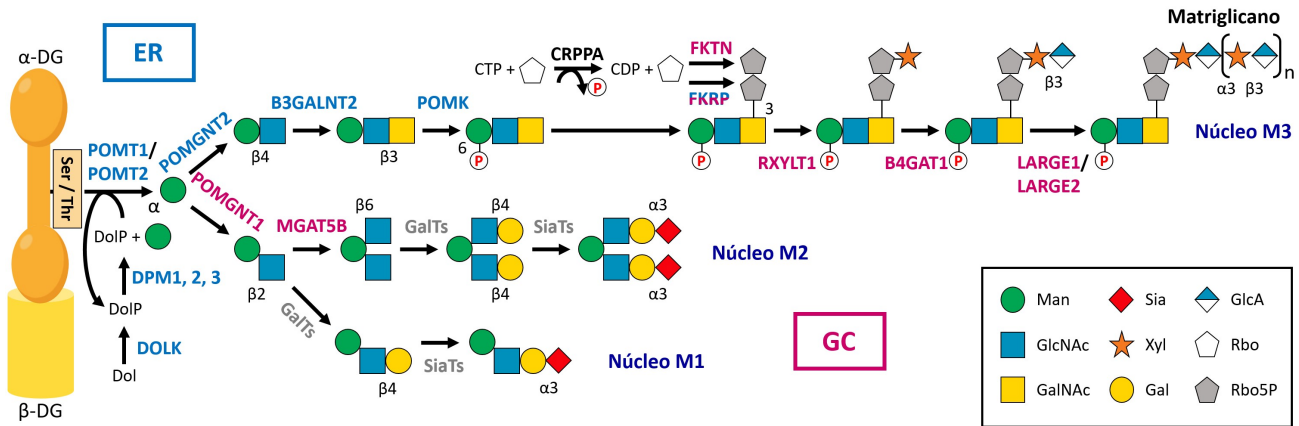 ER
α-DG
Ser / Thr
POMT1/
POMT2
α
DolP +
DPM1, 2, 3
DolP
DOLK
Dol
β-DG
POMGNT2
POMGNT1
β4
B3GALNT2
β3
POMK
6
P
CTP +
CRPPA
P
CDP +
FKTN
FKRP
3
P
RXYLT1
P
B4GAT1
β3
P
LARGE1/
LARGE2
P
Matriglicano
α3
β3
n
Núcleo M3
β2
MGAT5B
β6
GalTs
β4
β4
SiaTs
α3
α3
Núcleo M2
GalTs
β4
SiaTs
α3
Núcleo M1
GC
Man
Sia
GlcA
GlcNAc
Xyl
Rbo
GalNAc
Gal
Rbo5P